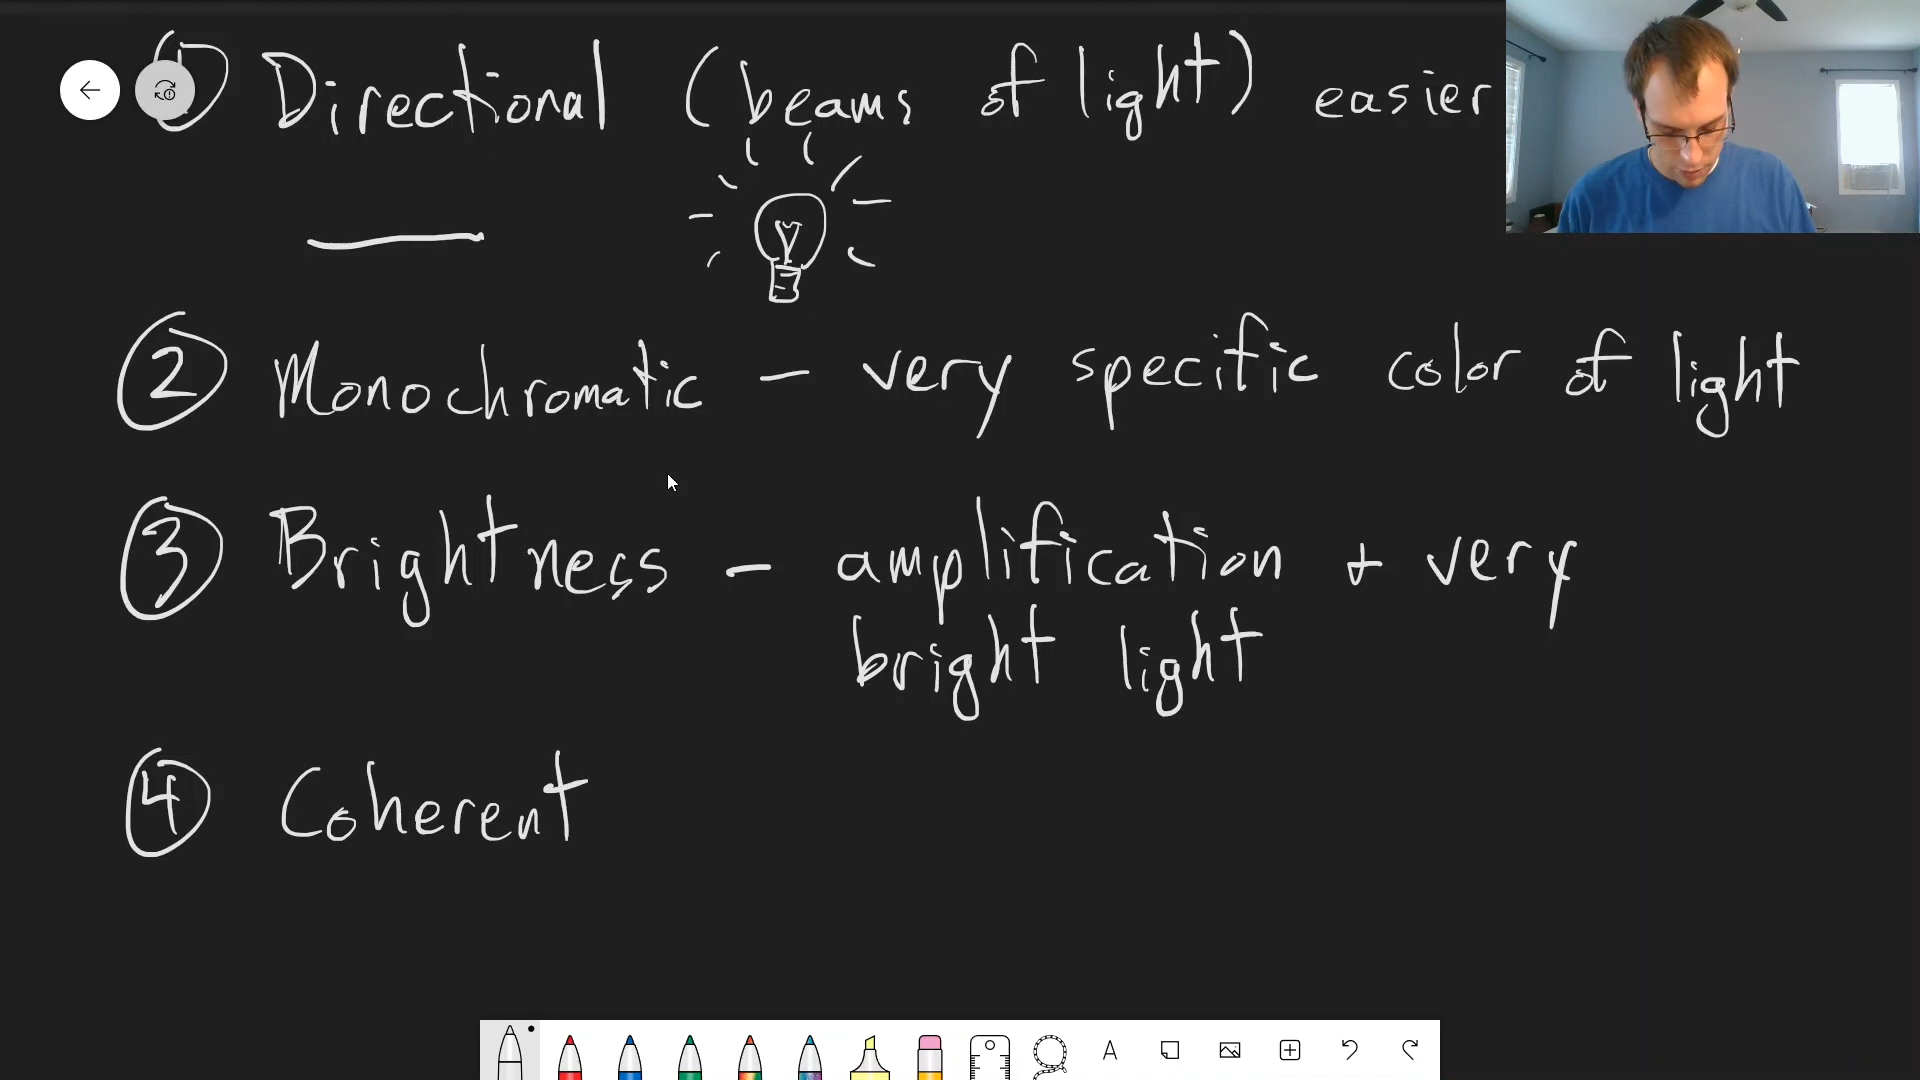 ① Directional (beams of light) easier
② Monochromatic – very specific color of light
③ Brightness – amplification + very
bright light
④ Coherent
A